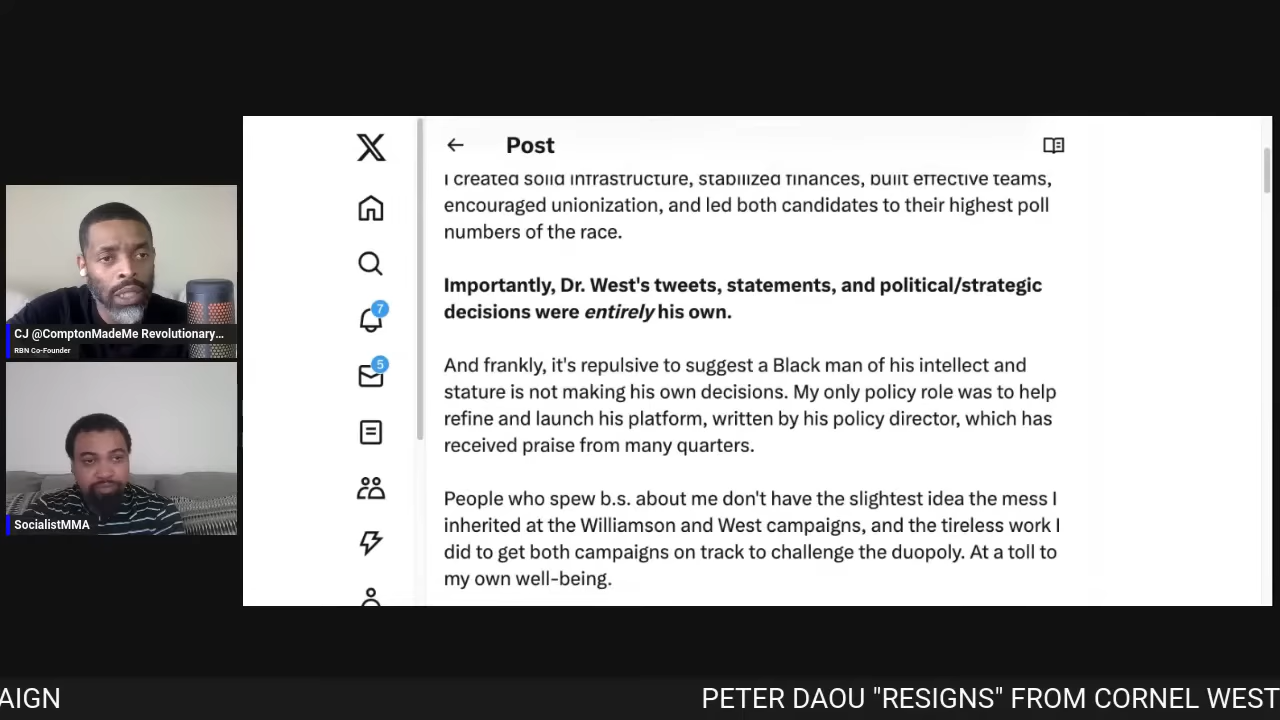 Post
I created solid infrastructure, stabilized finances, built effective teams,
encouraged unionization, and led both candidates to their highest poll
numbers of the race.
Importantly, Dr. West's tweets, statements, and political/strategic
decisions were entirely his own.
And frankly, it's repulsive to suggest a Black man of his intellect and
stature is not making his own decisions. My only policy role was to help
refine and launch his platform, written by his policy director, which has
received praise from many quarters.
People who spew b.s. about me don't have the slightest idea the mess I
inherited at the Williamson and West campaigns, and the tireless work I
did to get both campaigns on track to challenge the duopoly. At a toll to
my own well-being.
7
5
CJ @ComptonMadeMe Revolutionary...
RBN Co-Founder
SocialistMMA
AIGN
PETER DAOU "RESIGNS" FROM CORNEL WEST